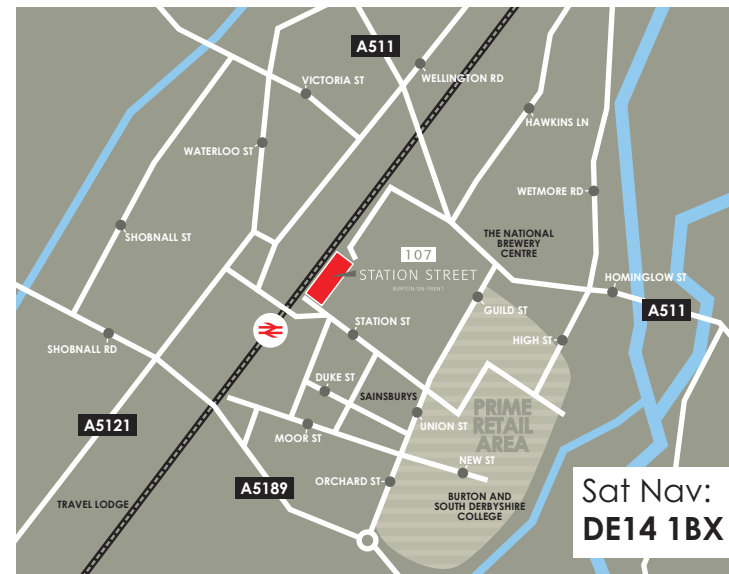 A511
VICTORIA ST
WELLINGTON RD
HAWKINS LN
WATERLOO ST
WETMORE RD
SHOBNALL ST
THE NATIONAL
BREWERY
CENTRE
107
STATION STREET
BURTON-ON-TRENT
HOMINGLOW ST
A511
GUILD ST
STATION ST
HIGH ST
SHOBNALL RD
DUKE ST
SAINSBURYS
PRIME
RETAIL
AREA
UNION ST
A5121
MOOR ST
NEW ST
ORCHARD ST
A5189
BURTON AND
SOUTH DERBYSHIRE
COLLEGE
TRAVEL LODGE
Sat Nav:
DE14 1BX